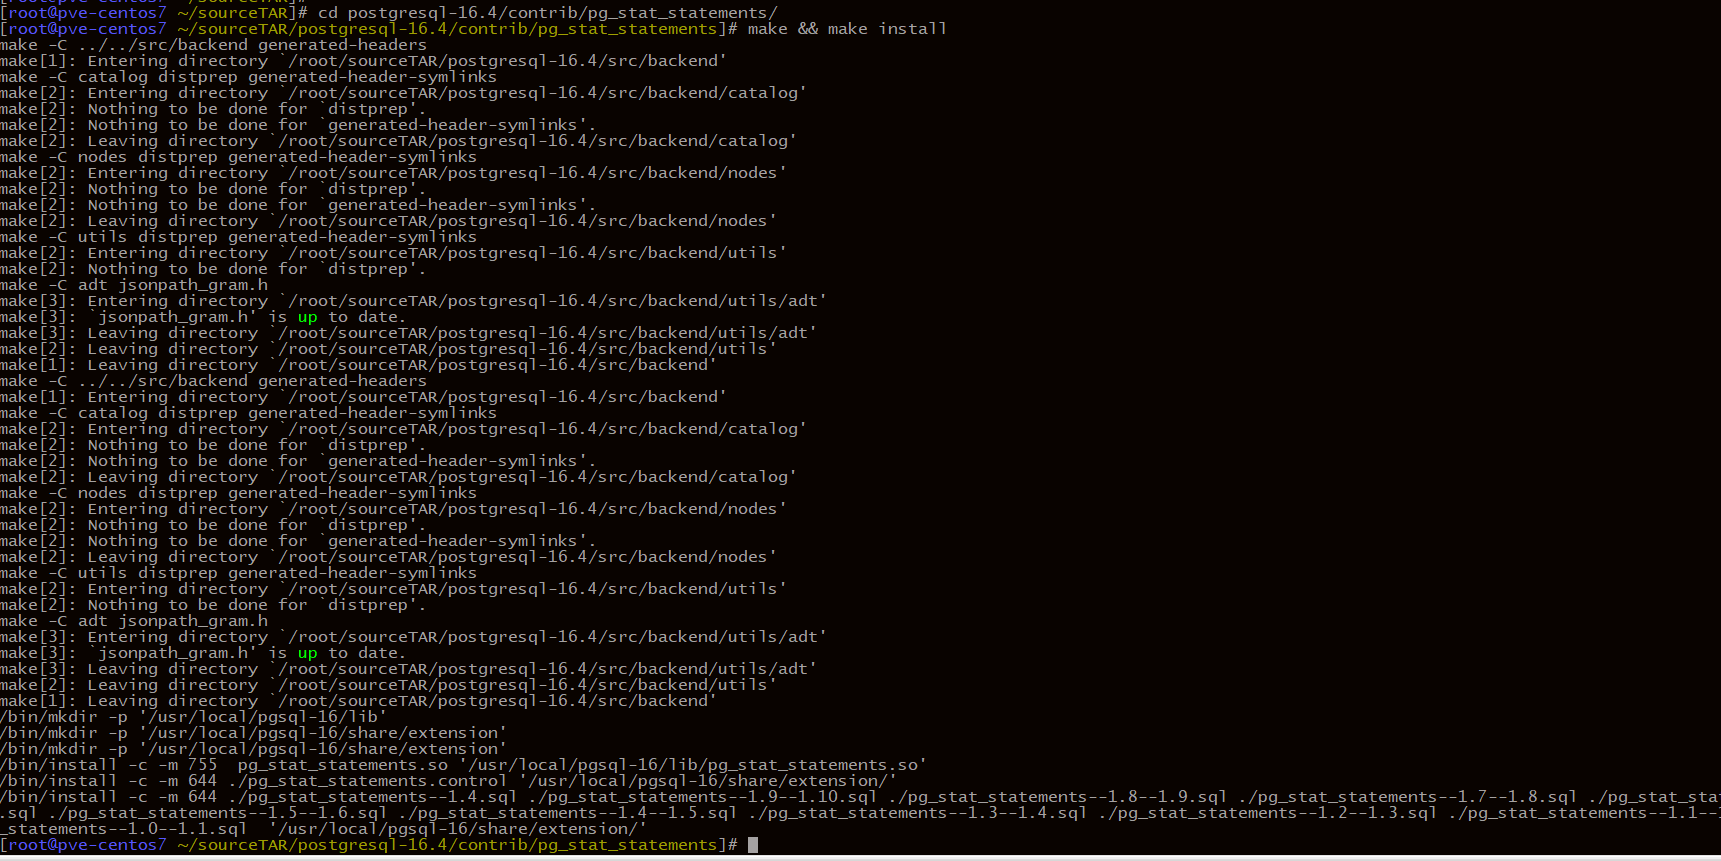 [root@pve-centos7 ~/sourceTAR]# cd postgresql-16.4/contrib/pg_stat_statements/
[root@pve-centos7 ~/sourceTAR/postgresql-16.4/contrib/pg_stat_statements]# make && make install
make -C ../../src/backend generated-headers
make[1]: Entering directory `/root/sourceTAR/postgresql-16.4/src/backend'
make -C catalog distprep generated-header-symlinks
make[2]: Entering directory `/root/sourceTAR/postgresql-16.4/src/backend/catalog'
make[2]: Nothing to be done for `distprep'.
make[2]: Nothing to be done for `generated-header-symlinks'.
make[2]: Leaving directory `/root/sourceTAR/postgresql-16.4/src/backend/catalog'
make -C nodes distprep generated-header-symlinks
make[2]: Entering directory `/root/sourceTAR/postgresql-16.4/src/backend/nodes'
make[2]: Nothing to be done for `distprep'.
make[2]: Nothing to be done for `generated-header-symlinks'.
make[2]: Leaving directory `/root/sourceTAR/postgresql-16.4/src/backend/nodes'
make -C utils distprep generated-header-symlinks
make[2]: Entering directory `/root/sourceTAR/postgresql-16.4/src/backend/utils'
make[2]: Nothing to be done for `distprep'.
make -C adt jsonpath_gram.h
make[3]: Entering directory `/root/sourceTAR/postgresql-16.4/src/backend/utils/adt'
make[3]: `jsonpath_gram.h' is up to date.
make[3]: Leaving directory `/root/sourceTAR/postgresql-16.4/src/backend/utils/adt'
make[2]: Leaving directory `/root/sourceTAR/postgresql-16.4/src/backend/utils'
make[1]: Leaving directory `/root/sourceTAR/postgresql-16.4/src/backend'
make -C ../../src/backend generated-headers
make[1]: Entering directory `/root/sourceTAR/postgresql-16.4/src/backend'
make -C catalog distprep generated-header-symlinks
make[2]: Entering directory `/root/sourceTAR/postgresql-16.4/src/backend/catalog'
make[2]: Nothing to be done for `distprep'.
make[2]: Nothing to be done for `generated-header-symlinks'.
make[2]: Leaving directory `/root/sourceTAR/postgresql-16.4/src/backend/catalog'
make -C nodes distprep generated-header-symlinks
make[2]: Entering directory `/root/sourceTAR/postgresql-16.4/src/backend/nodes'
make[2]: Nothing to be done for `distprep'.
make[2]: Nothing to be done for `generated-header-symlinks'.
make[2]: Leaving directory `/root/sourceTAR/postgresql-16.4/src/backend/nodes'
make -C utils distprep generated-header-symlinks
make[2]: Entering directory `/root/sourceTAR/postgresql-16.4/src/backend/utils'
make[2]: Nothing to be done for `distprep'.
make -C adt jsonpath_gram.h
make[3]: Entering directory `/root/sourceTAR/postgresql-16.4/src/backend/utils/adt'
make[3]: `jsonpath_gram.h' is up to date.
make[3]: Leaving directory `/root/sourceTAR/postgresql-16.4/src/backend/utils/adt'
make[2]: Leaving directory `/root/sourceTAR/postgresql-16.4/src/backend/utils'
make[1]: Leaving directory `/root/sourceTAR/postgresql-16.4/src/backend'
/bin/mkdir -p '/usr/local/pgsql-16/lib'
/bin/mkdir -p '/usr/local/pgsql-16/share/extension'
/bin/mkdir -p '/usr/local/pgsql-16/share/extension'
/bin/install -c -m 755  pg_stat_statements.so '/usr/local/pgsql-16/lib/pg_stat_statements.so'
/bin/install -c -m 644 ./pg_stat_statements.control '/usr/local/pgsql-16/share/extension/'
/bin/install -c -m 644 ./pg_stat_statements--1.4.sql ./pg_stat_statements--1.9--1.10.sql ./pg_stat_statements--1.8--1.9.sql ./pg_stat_statements--1.7--1.8.sql ./pg_stat_sta
.sql ./pg_stat_statements--1.5--1.6.sql ./pg_stat_statements--1.4--1.5.sql ./pg_stat_statements--1.3--1.4.sql ./pg_stat_statements--1.2--1.3.sql ./pg_stat_statements--1.1--1
_statements--1.0--1.1.sql  '/usr/local/pgsql-16/share/extension/'
[root@pve-centos7 ~/sourceTAR/postgresql-16.4/contrib/pg_stat_statements]#